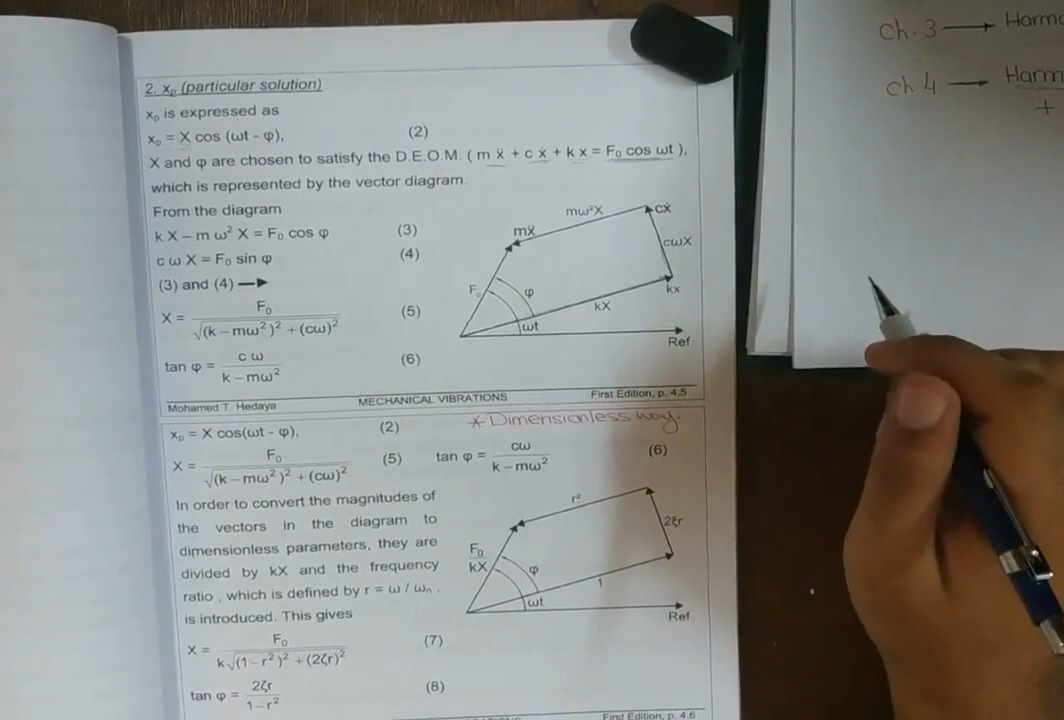 2. xₚ (particular solution)
xₚ is expressed as
xₚ = X cos (ωt - φ), (2)
X and φ are chosen to satisfy the D.E.O.M. ( m ẍ + c ẋ + k x = F₀ cos ωt ),
which is represented by the vector diagram.
From the diagram
k X – m ω² X = F₀ cos φ (3)
c ω X = F₀ sin φ (4)
(3) and (4)
X = F₀ / √((k – mω²)² + (cω)²) (5)
tan φ = c ω / (k – mω²) (6)
mω²X
cẋ
mẍ
cωX
F₀
φ
kx
kX
ωt
Ref
Mohamed T. Hedaya MECHANICAL VIBRATIONS First Edition, p. 4.5
* Dimensionless way.
xₚ = X cos(ωt - φ), (2)
X = F₀ / √((k – mω²)² + (cω)²) (5) tan φ = cω / (k – mω²) (6)
In order to convert the magnitudes of
the vectors in the diagram to
dimensionless parameters, they are
divided by kX and the frequency
ratio , which is defined by r = ω / ωₙ ,
is introduced. This gives
X = F₀ / k√((1 – r²)² + (2ζr)²) (7)
tan φ = 2ζr / (1 – r²) (8)
r²
2ξr
F₀ / kX
φ
1
ωt
Ref
First Edition, p. 4.6
Ch. 3 → Harmo
ch 4 → Harm
+